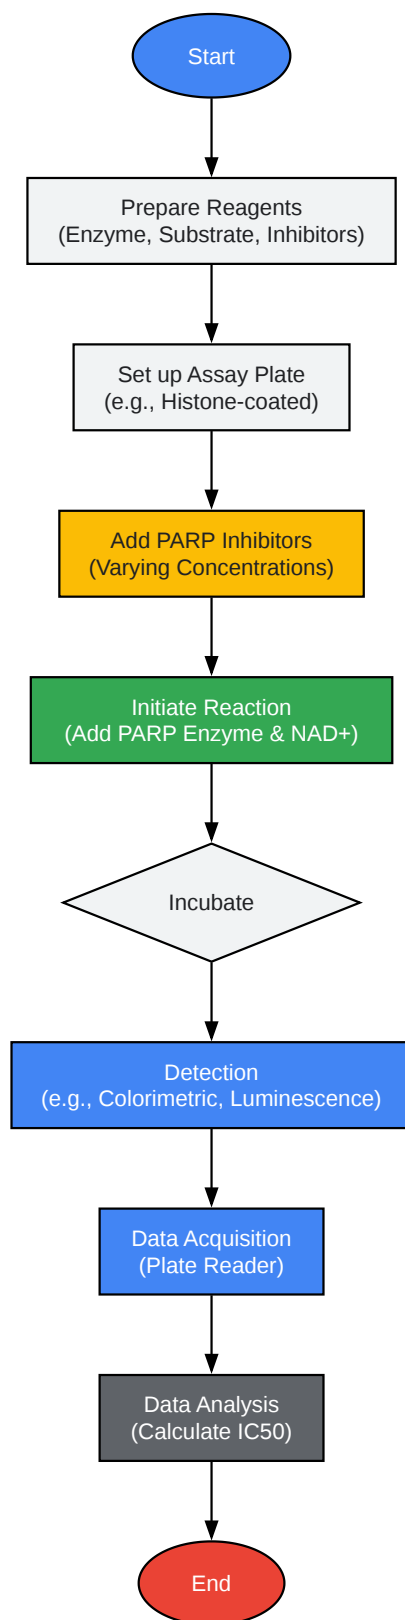 Start
Prepare Reagents
(Enzyme, Substrate, Inhibitors)
Set up Assay Plate
(e.g., Histone-coated)
Add PARP Inhibitors
(Varying Concentrations)
Initiate Reaction
(Add PARP Enzyme & NAD+)
Incubate
Detection
(e.g., Colorimetric, Luminescence)
Data Acquisition
(Plate Reader)
Data Analysis
(Calculate IC50)
End